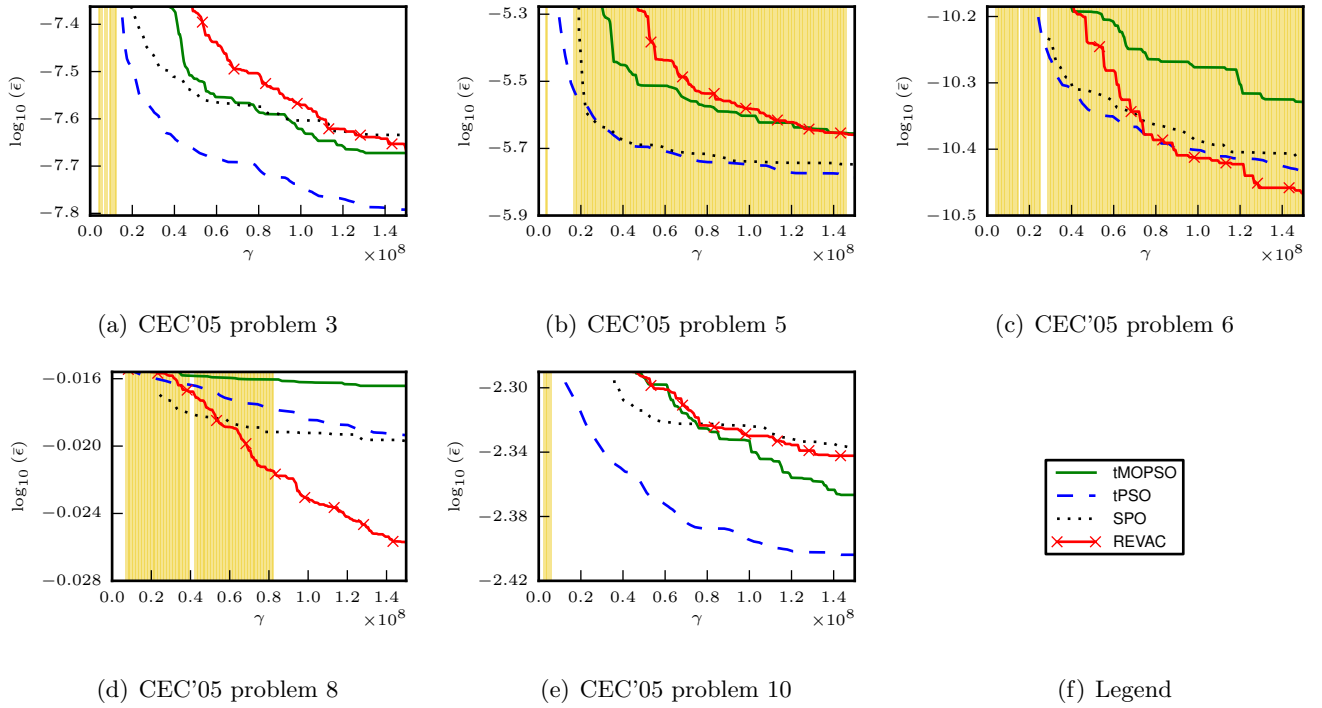 −7.4
−7.5
−7.6
−7.7
−7.8
log10 (ε̄)
0.0 0.2 0.4 0.6 0.8 1.0 1.2 1.4
γ ×10^8
(a) CEC'05 problem 3
−5.3
−5.5
−5.7
−5.9
log10 (ε̄)
0.0 0.2 0.4 0.6 0.8 1.0 1.2 1.4
γ ×10^8
(b) CEC'05 problem 5
−10.2
−10.3
−10.4
−10.5
log10 (ε̄)
0.0 0.2 0.4 0.6 0.8 1.0 1.2 1.4
γ ×10^8
(c) CEC'05 problem 6
−0.016
−0.020
−0.024
−0.028
log10 (ε̄)
0.0 0.2 0.4 0.6 0.8 1.0 1.2 1.4
γ ×10^8
(d) CEC'05 problem 8
−2.30
−2.34
−2.38
−2.42
log10 (ε̄)
0.0 0.2 0.4 0.6 0.8 1.0 1.2 1.4
γ ×10^8
(e) CEC'05 problem 10
tMOPSO
tPSO
SPO
REVAC
(f) Legend